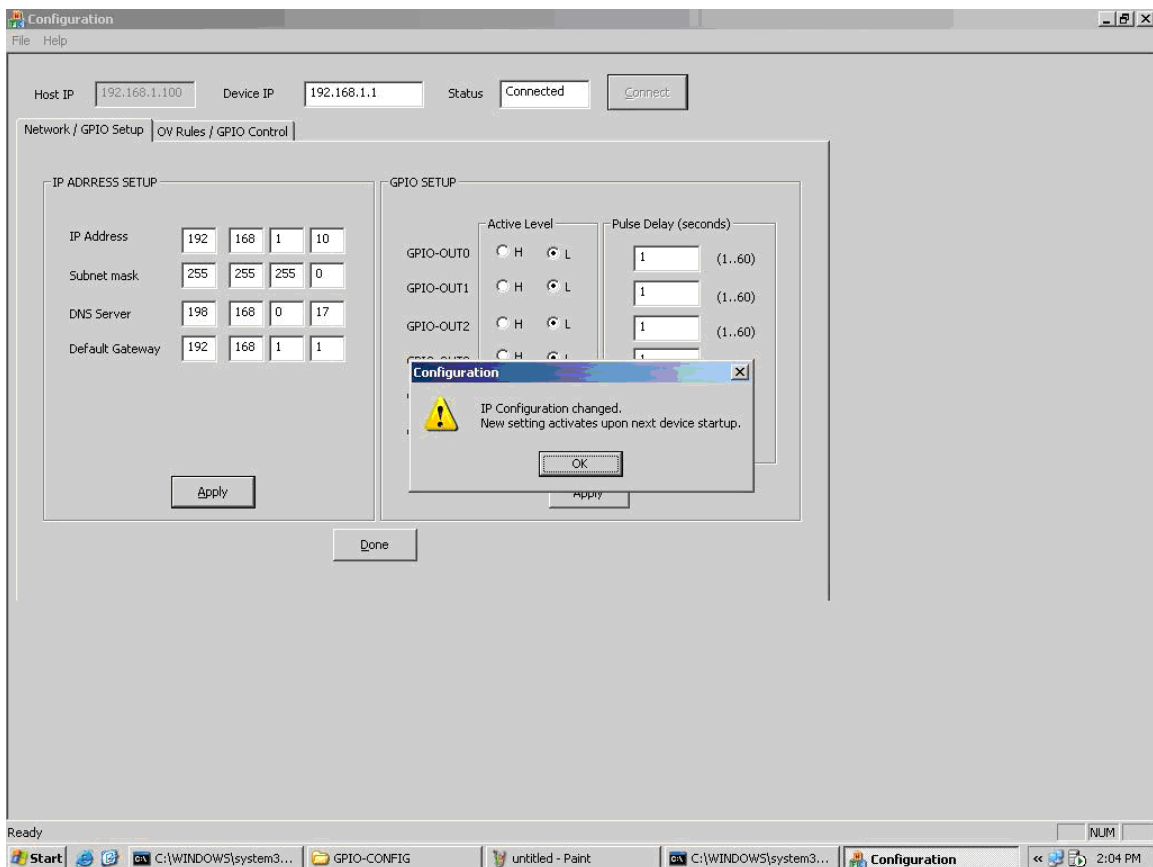 Configuration
File Help
Host IP 192.168.1.100 Device IP 192.168.1.1 Status Connected Connect
Network / GPIO Setup OV Rules / GPIO Control
IP ADRRESS SETUP
IP Address 192 168 1 10
Subnet mask 255 255 255 0
DNS Server 198 168 0 17
Default Gateway 192 168 1 1
Apply
GPIO SETUP
Active Level Pulse Delay (seconds)
GPIO-OUT0 H L 1 (1..60)
GPIO-OUT1 H L 1 (1..60)
GPIO-OUT2 H L 1 (1..60)
H L 1
Configuration
IP Configuration changed.
New setting activates upon next device startup.
OK
Apply
Done
Ready NUM
Start C:\WINDOWS\system3... GPIO-CONFIG untitled - Paint C:\WINDOWS\system3... Configuration « 2:04 PM